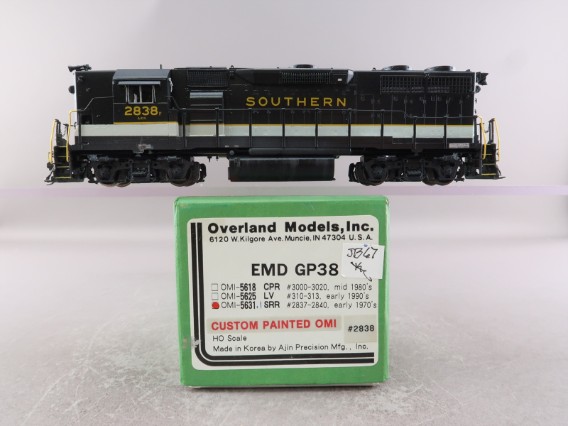 2838
SOUTHERN
Overland Models, Inc.
6120 W. Kilgore Ave. Muncie, IN 47304 U.S.A.
EMD GP38
JB67
OMI-5618 CPR #3000-3020, mid 1980's
OMI-5625 LV #310-313, early 1990's
OMI-5631.1 SRR #2837-2840, early 1970's
CUSTOM PAINTED OMI #2838
HO Scale
Made in Korea by Ajin Precision Mfg., Inc.